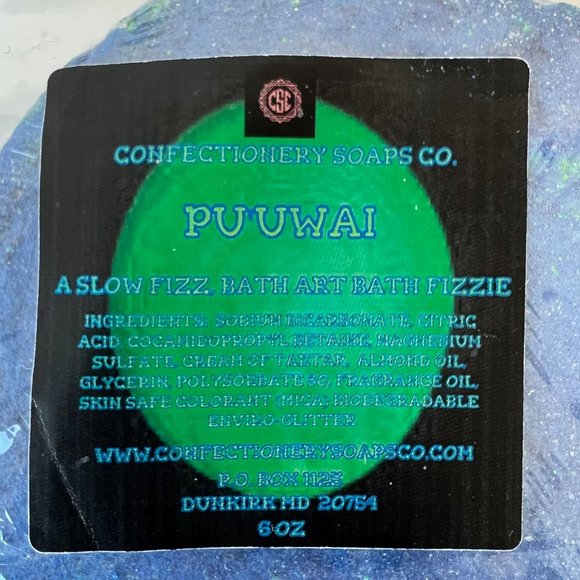 CSC
CONFECTIONERY SOAPS CO.
PU'UWAI
A SLOW FIZZ, BATH ART BATH FIZZIE
INGREDIENTS: SODIUM BICARBONATE, CITRIC
ACID, COCAMIDOPROPYL BETAINE, MAGNESIUM
SULFATE, CREAM OF TARTAR, ALMOND OIL,
GLYCERIN, POLYSORBATE 80, FRAGRANCE OIL,
SKIN SAFE COLORANT (MICA), BIODEGRADABLE
ENVIRO-GLITTER
WWW.CONFECTIONERYSOAPSCO.COM
P.O. BOX 1125
DUNKIRK MD 20754
6 OZ